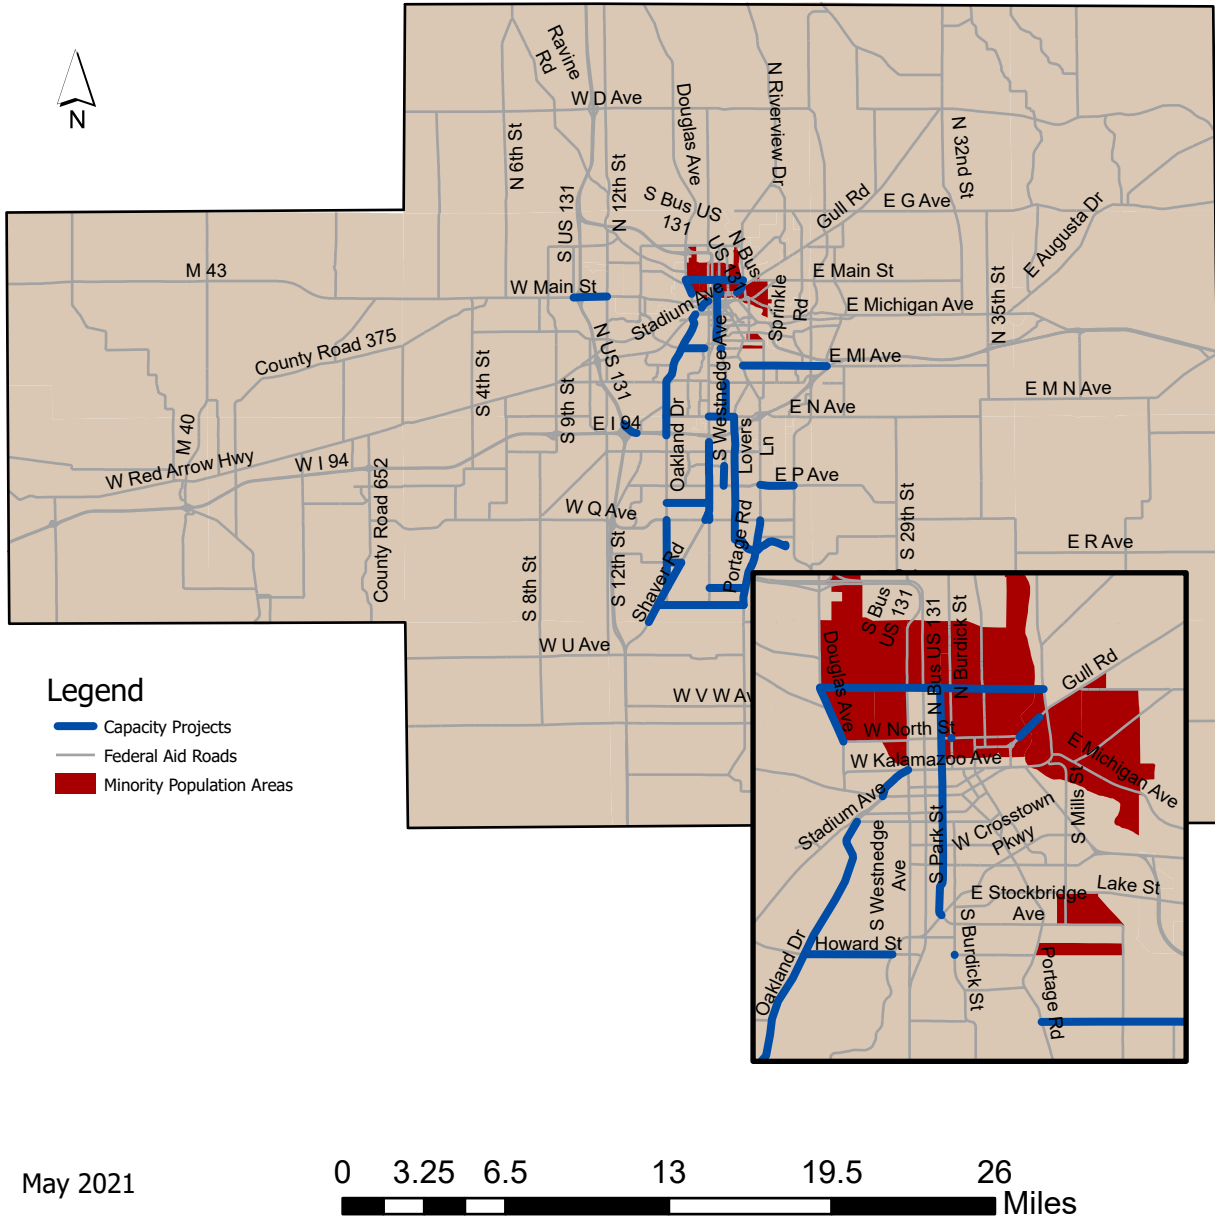 Ravine
Rd
W D Ave
Douglas Ave
N Riverview Dr
N
N 6th St
N 12th St
N 32nd St
S US 131
S Bus US
131
Gull Rd
E G Ave
E Augusta Dr
M 43
W Main St
US 131
N Bus
E Main St
Stadium Ave
Sprinkle
Rd
E Michigan Ave
N 35th St
County Road 375
N US 131
S Westnedge Ave
E MI Ave
S 4th St
S 9th St
E M N Ave
M 40
E I 94
Oakland Dr
Lovers
Ln
E N Ave
W Red Arrow Hwy
W I 94
County Road 652
E P Ave
W Q Ave
S 29th St
S 8th St
S 12th St
Shaver Rd
Portage Rd
E R Ave
W U Ave
W V W Av
S Bus
US 131
N Bus US 131
N Burdick St
Douglas Ave
Gull Rd
W North St
W Kalamazoo Ave
E Michigan Ave
Stadium Ave
S Westnedge
Ave
S Park St
W Crosstown
Pkwy
S Mills St
E Stockbridge
Ave
Lake St
Howard St
Oakland Dr
S Burdick St
Portage Rd
Legend
Capacity Projects
Federal Aid Roads
Minority Population Areas
May 2021
0 3.25 6.5 13 19.5 26
Miles